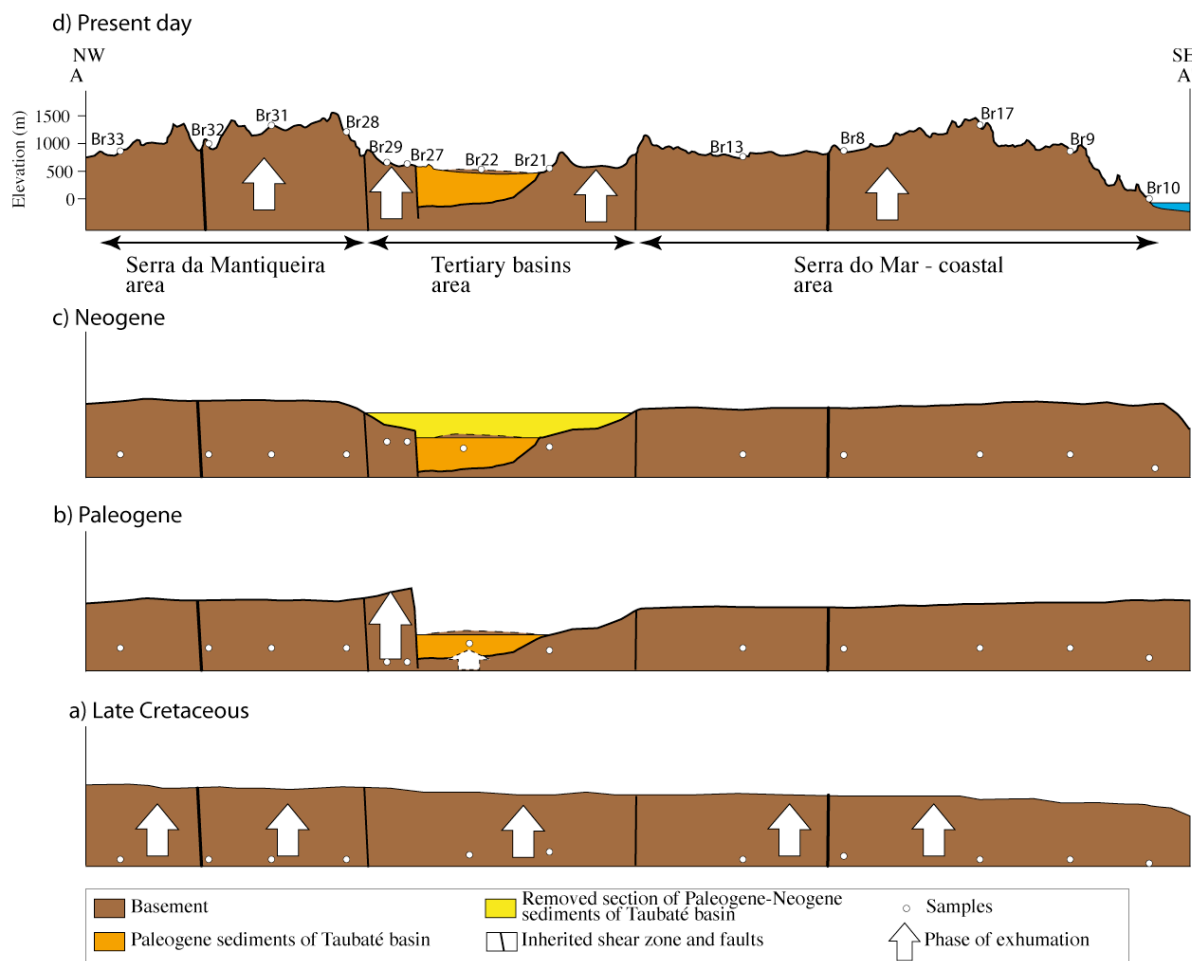 d) Present day
NW
A
SE
A
Elevation (m)
1500
1000
500
0
Br33
Br32
Br31
Br28
Br29
Br27
Br22
Br21
Br13
Br8
Br17
Br9
Br10
Serra da Mantiqueira
area
Tertiary basins
area
Serra do Mar - coastal
area
c) Neogene
b) Paleogene
a) Late Cretaceous
Basement
Paleogene sediments of Taubaté basin
Removed section of Paleogene-Neogene
sediments of Taubaté basin
Inherited shear zone and faults
Samples
Phase of exhumation